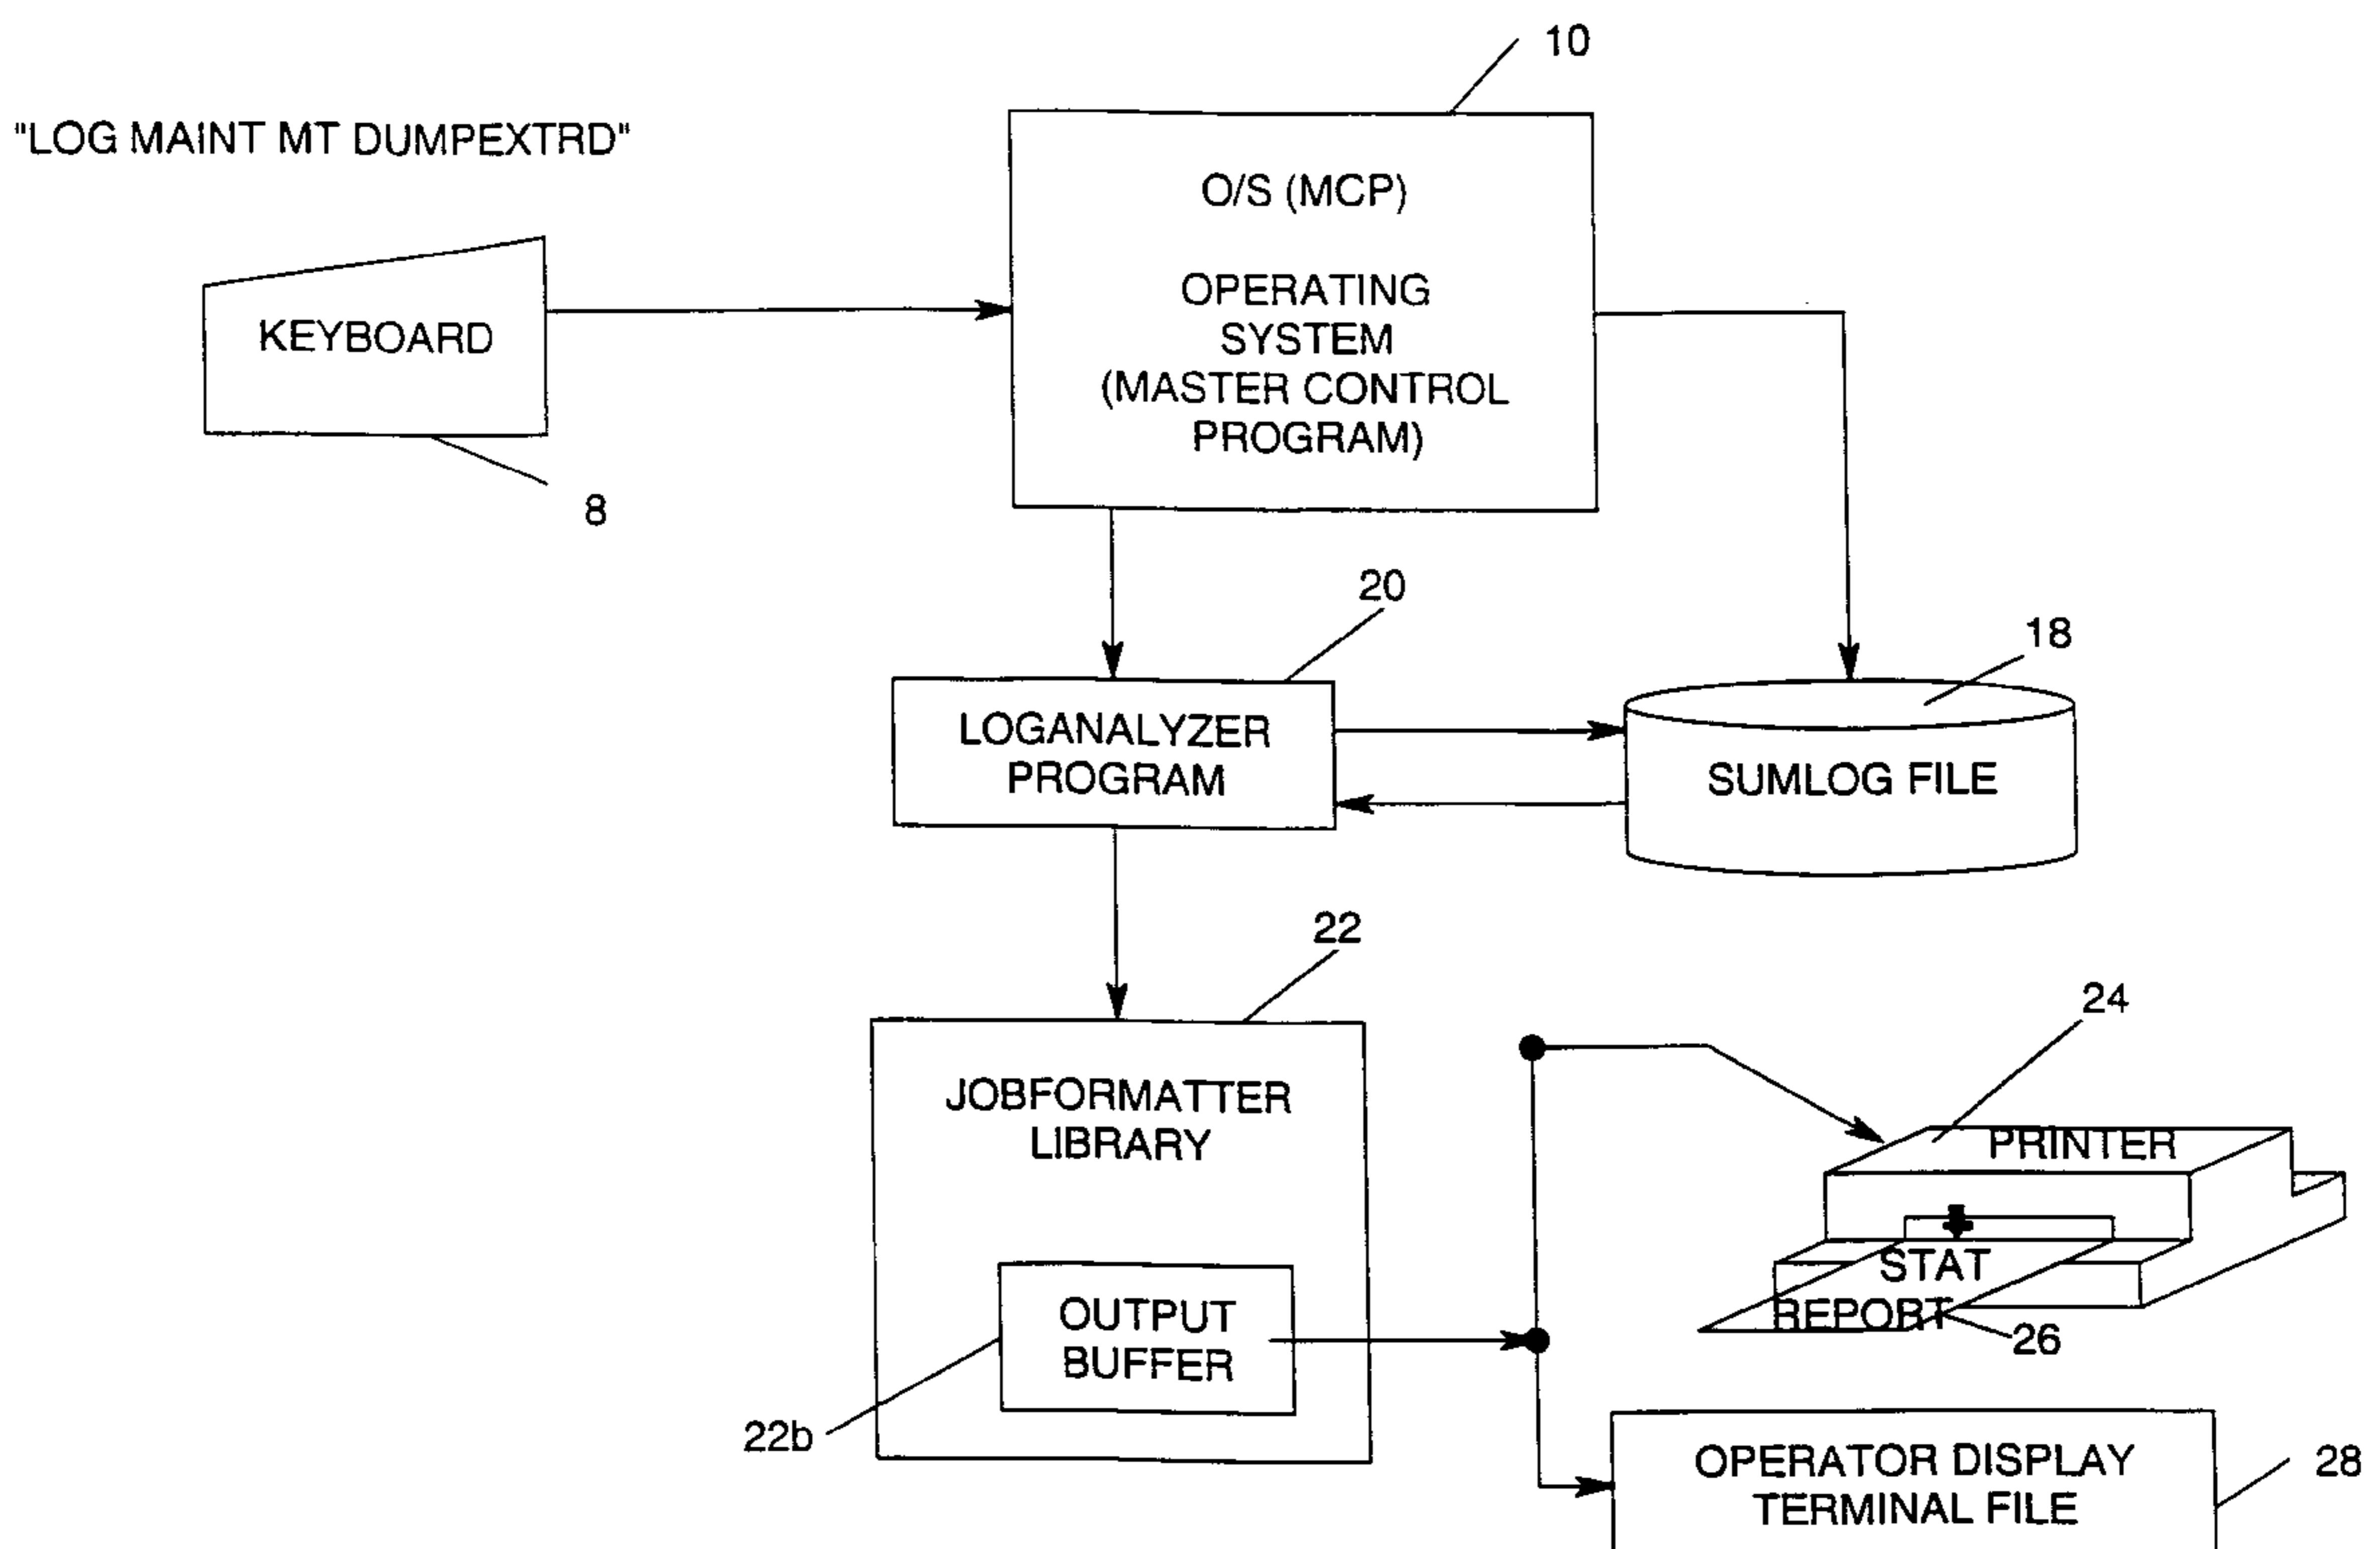 10
"LOG MAINT MT DUMPEXTRD"
O/S (MCP)
OPERATING
SYSTEM
(MASTER CONTROL
PROGRAM)
KEYBOARD
8
20
18
LOGANALYZER
PROGRAM
SUMLOG FILE
22
24
JOBFORMATTER
LIBRARY
PRINTER
STAT
REPORT
26
OUTPUT
BUFFER
22b
OPERATOR DISPLAY
TERMINAL FILE
28